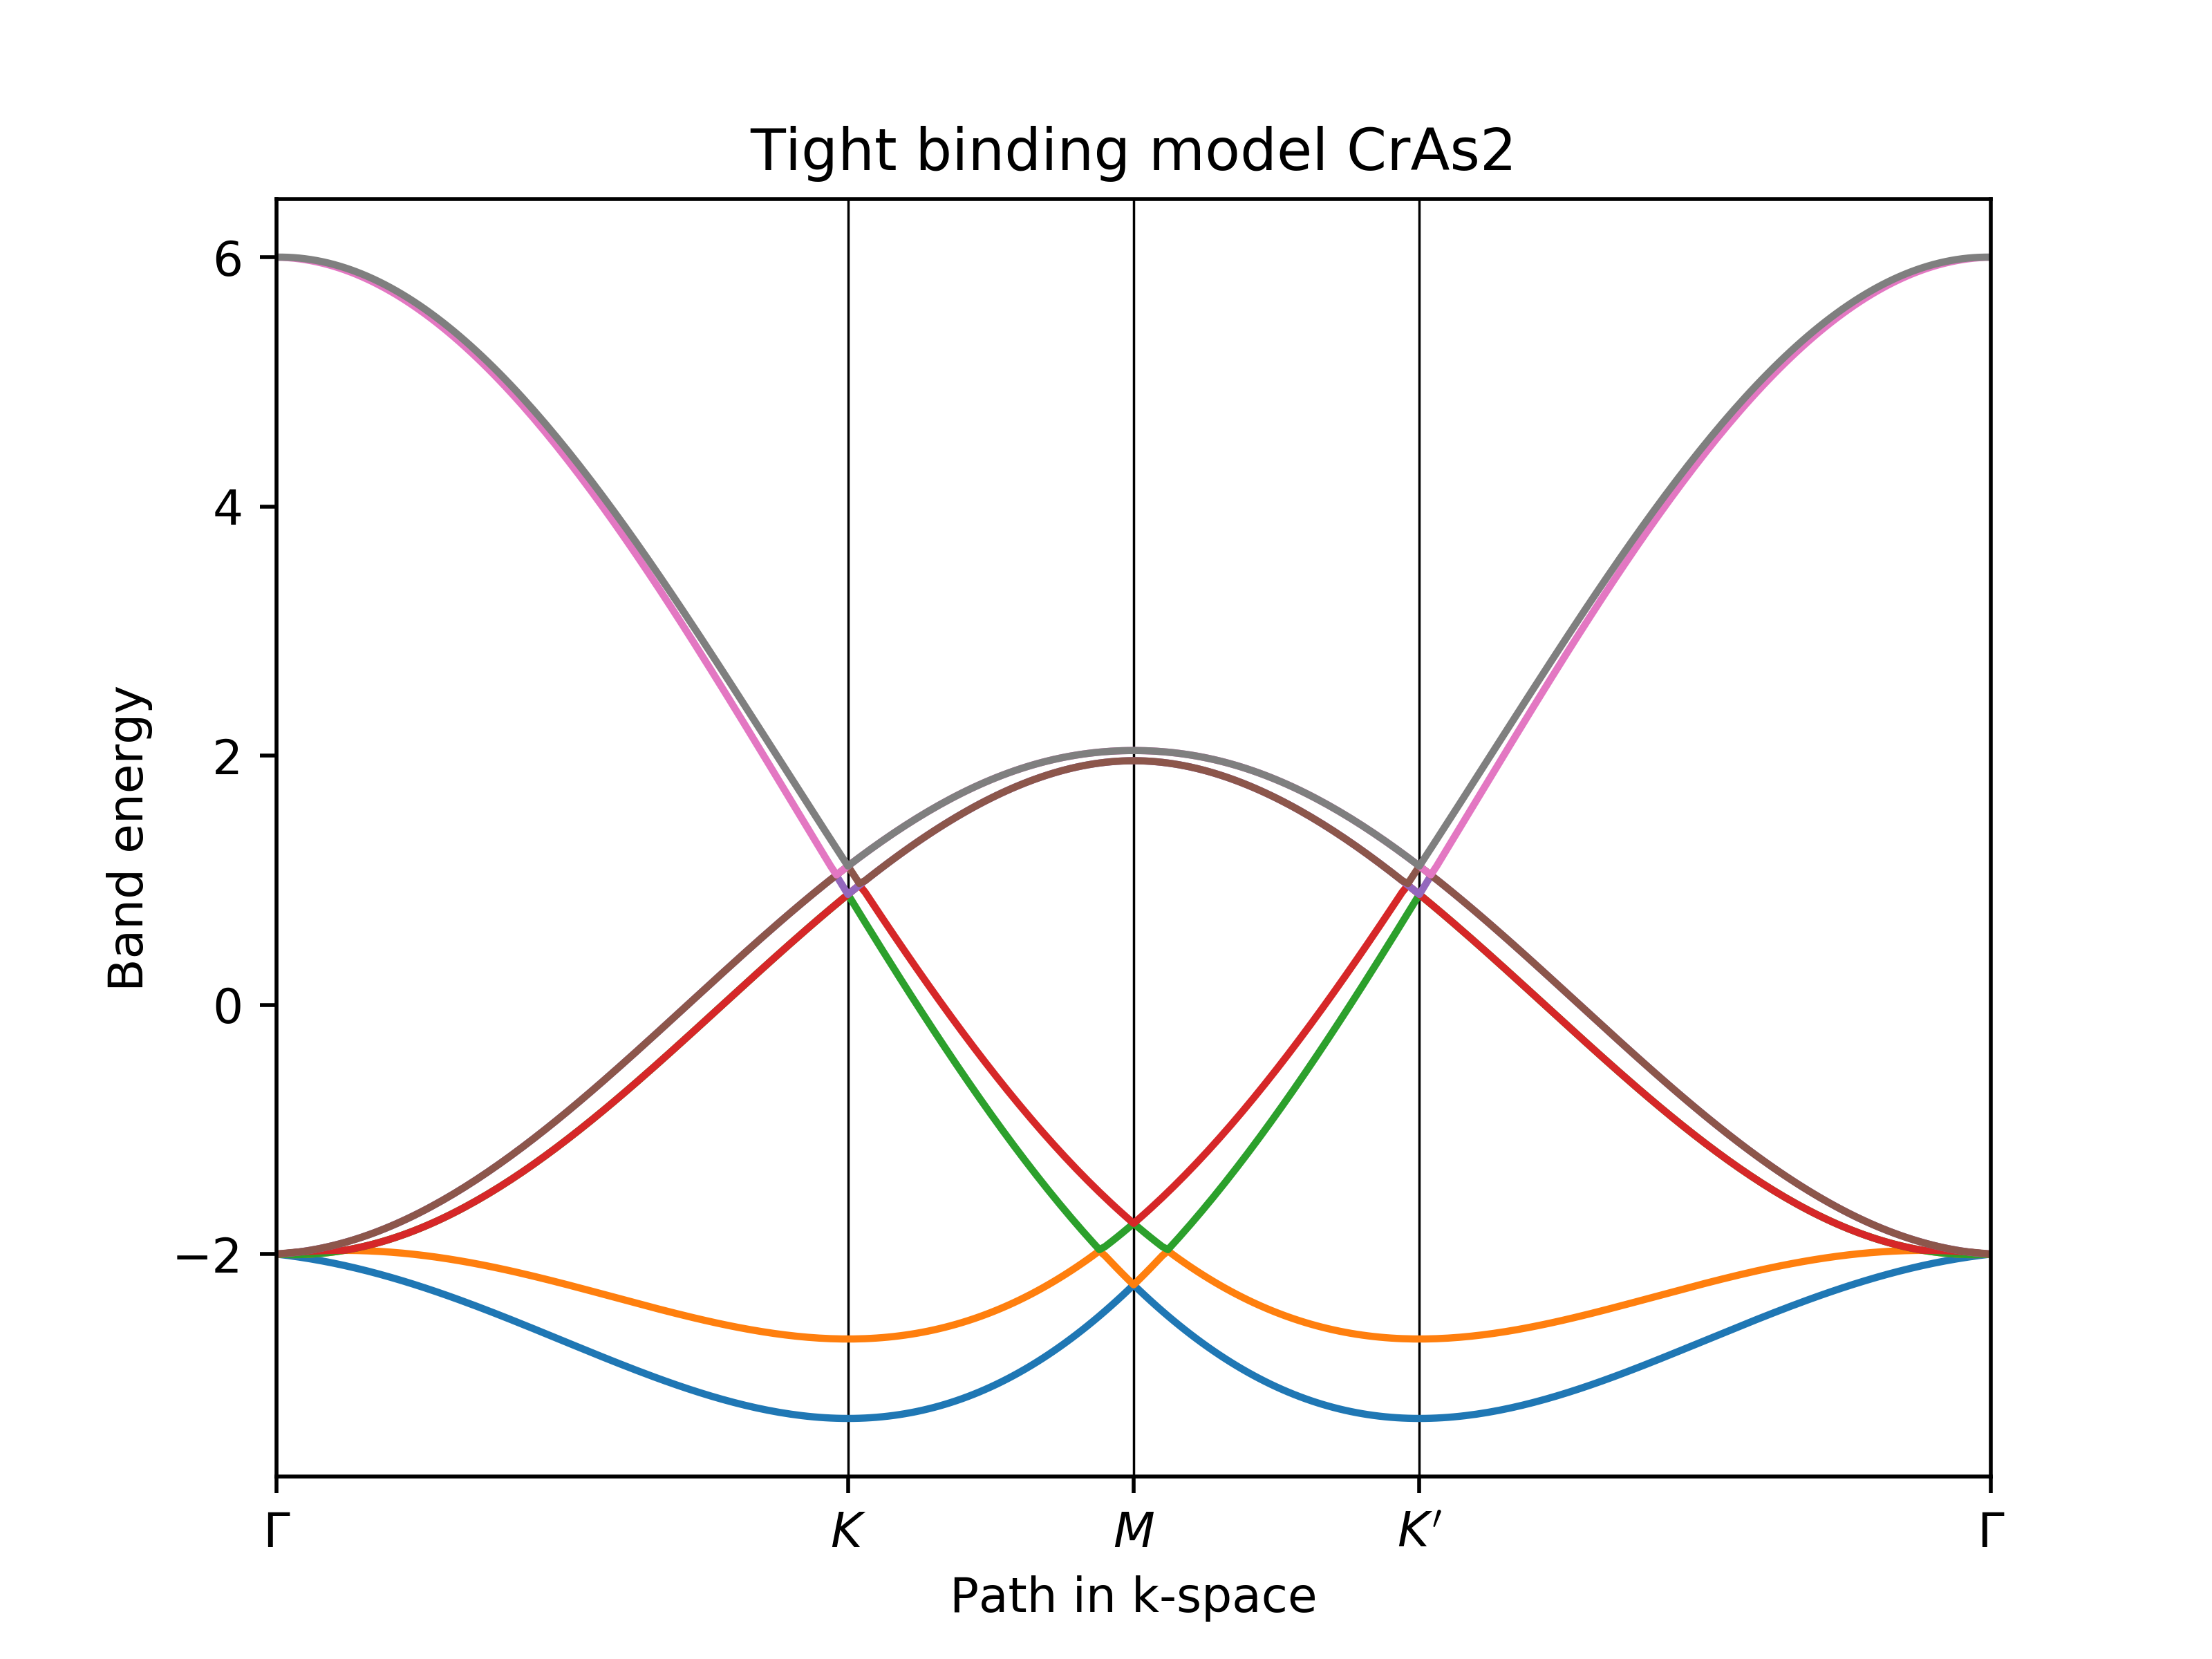 Tight binding model CrAs2
Band energy
6
4
2
0
−2
Γ
K
M
K′
Γ
Path in k-space